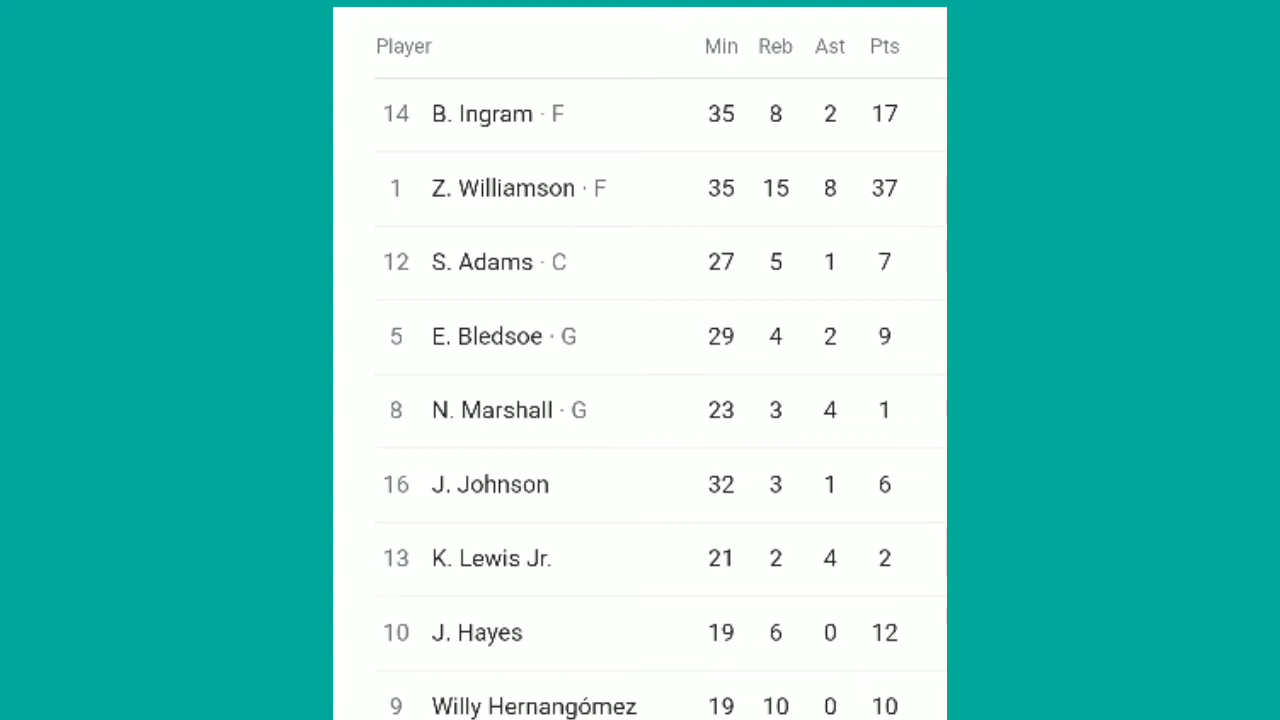 Player Min Reb Ast Pts
14 B. Ingram · F 35 8 2 17
1 Z. Williamson · F 35 15 8 37
12 S. Adams · C 27 5 1 7
5 E. Bledsoe · G 29 4 2 9
8 N. Marshall · G 23 3 4 1
16 J. Johnson 32 3 1 6
13 K. Lewis Jr. 21 2 4 2
10 J. Hayes 19 6 0 12
9 Willy Hernangómez 19 10 0 10